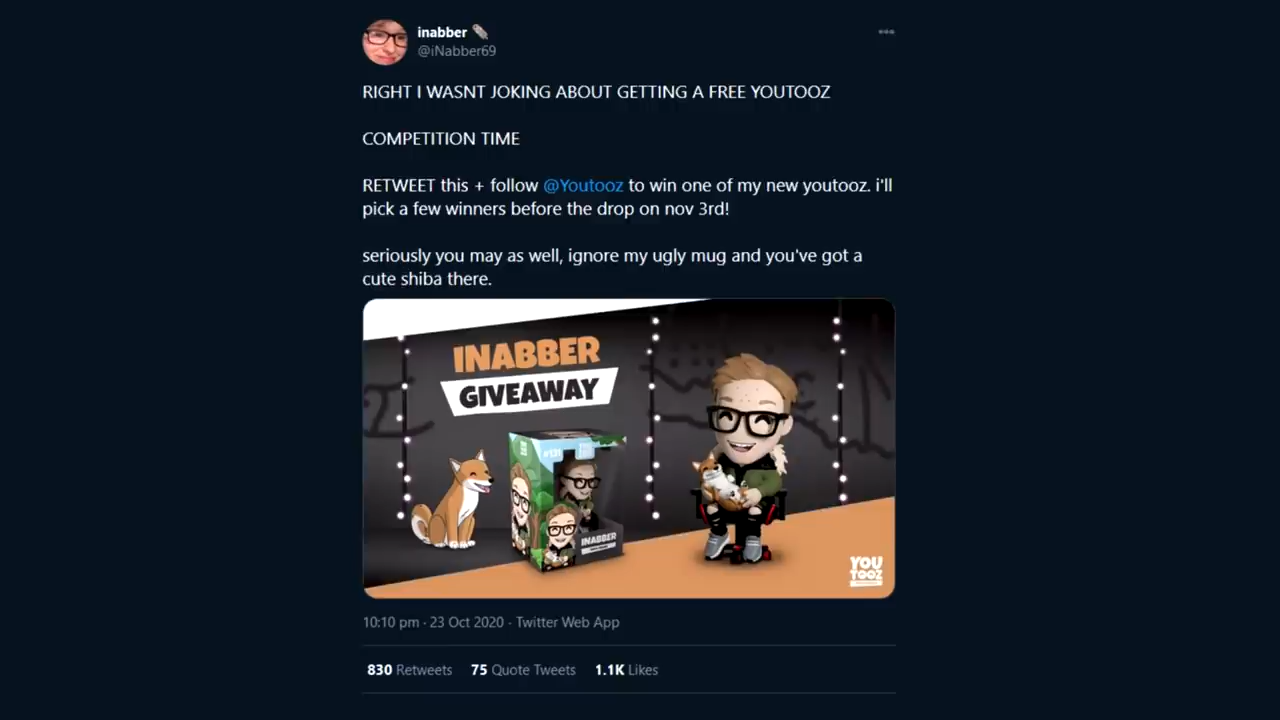 inabber
@iNabber69
RIGHT I WASNT JOKING ABOUT GETTING A FREE YOUTOOZ
COMPETITION TIME
RETWEET this + follow @Youtooz to win one of my new youtooz. i'll
pick a few winners before the drop on nov 3rd!
seriously you may as well, ignore my ugly mug and you've got a
cute shiba there.
INABBER
GIVEAWAY
#121
INABBER
YOU
TOOZ
10:10 pm · 23 Oct 2020 · Twitter Web App
830 Retweets 75 Quote Tweets 1.1K Likes